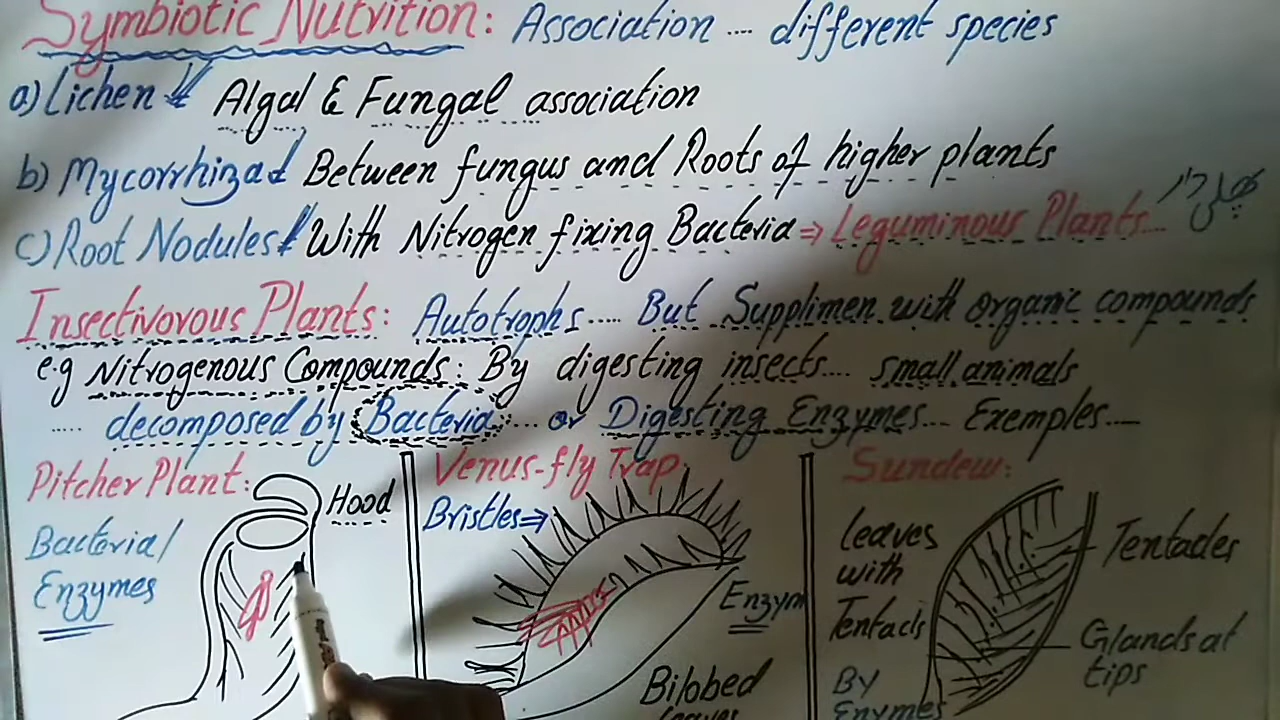 Symbiotic Nutrition: Association .... different species
a) Lichen Algal & Fungal association
b) Mycorrhizad Between fungus and Roots of higher plants
c) Root Nodules With Nitrogen fixing Bacteria ⇒ Leguminous Plants...
Insectivorous Plants: Autotrophs..... But Supplimen with organic compounds
e.g Nitrogenous Compounds: By digesting insects.... small animals
..... decomposed by Bacteria.... or Digesting Enzymes.... Exemples.....
Pitcher Plant:
Hood
Bacteria/
Enzymes
Venus-fly Trap:
Bristles⇒
Enzym
Bilobed
leaves
Sundew:
leaves
with
Tentacls
By
Enymes
Tentacles
Glands at
tips